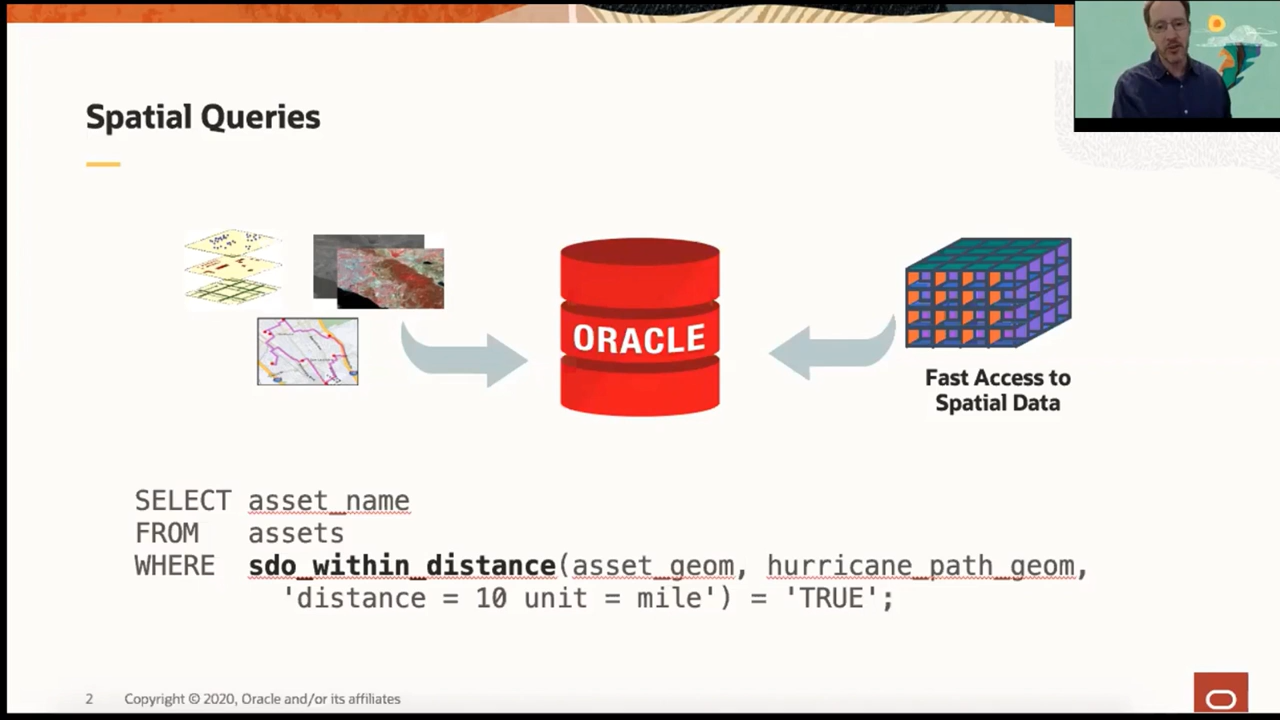 Spatial Queries
ORACLE
Fast Access to
Spatial Data
SELECT asset_name
FROM assets
WHERE sdo_within_distance(asset_geom, hurricane_path_geom,
'distance = 10 unit = mile') = 'TRUE';
2 Copyright © 2020, Oracle and/or its affiliates